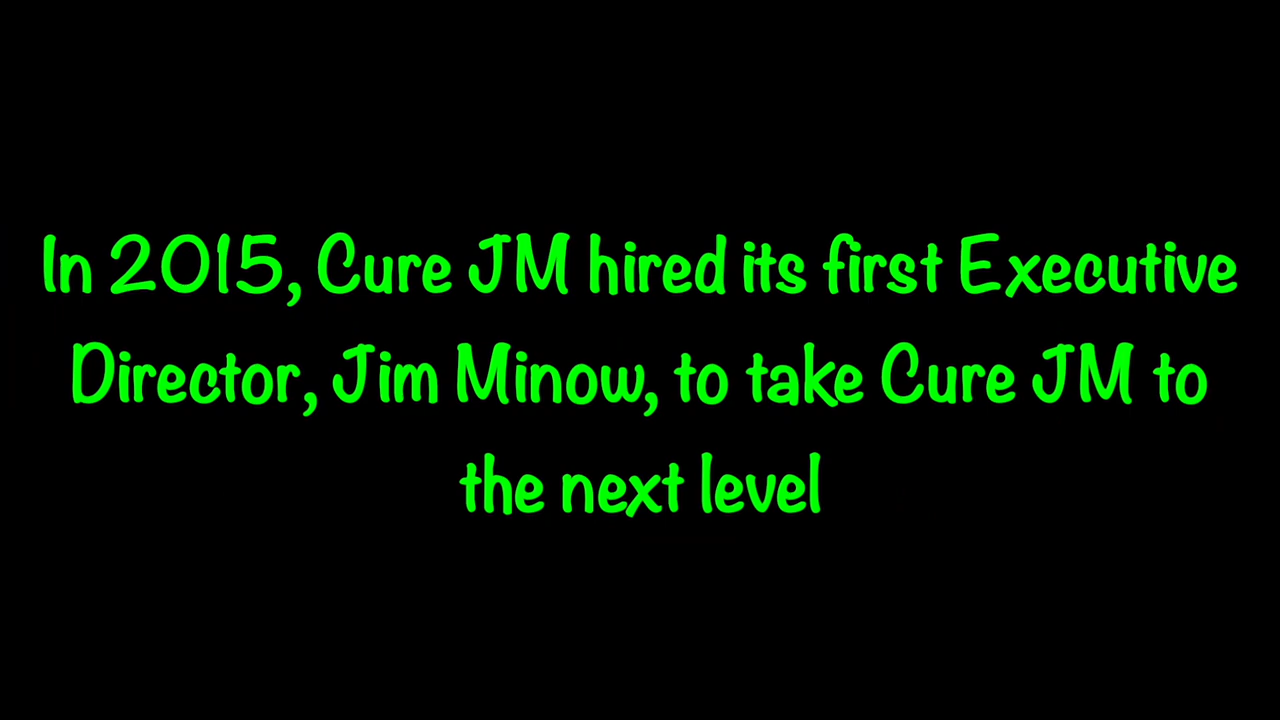 In 2015, Cure JM hired its first Executive
Director, Jim Minow, to take Cure JM to
the next level